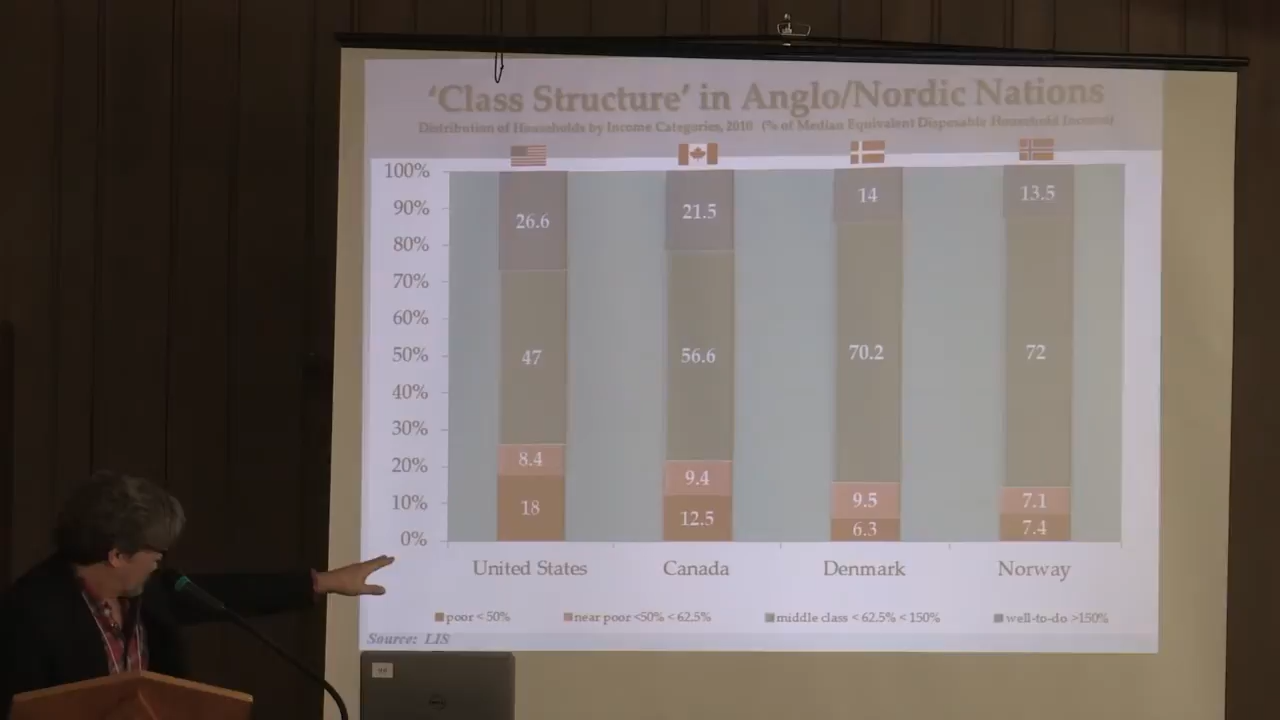 'Class Structure' in Anglo/Nordic Nations
Distribution of Households by Income Categories, 2010 (% of Median Equivalent Disposable Household Income)
100%
90%
80%
70%
60%
50%
40%
30%
20%
10%
0%
26.6
21.5
14
13.5
47
56.6
70.2
72
8.4
9.4
9.5
7.1
18
12.5
6.3
7.4
United States
Canada
Denmark
Norway
poor < 50%
near poor <50% < 62.5%
middle class < 62.5% < 150%
well-to-do >150%
Source: LIS
DELL